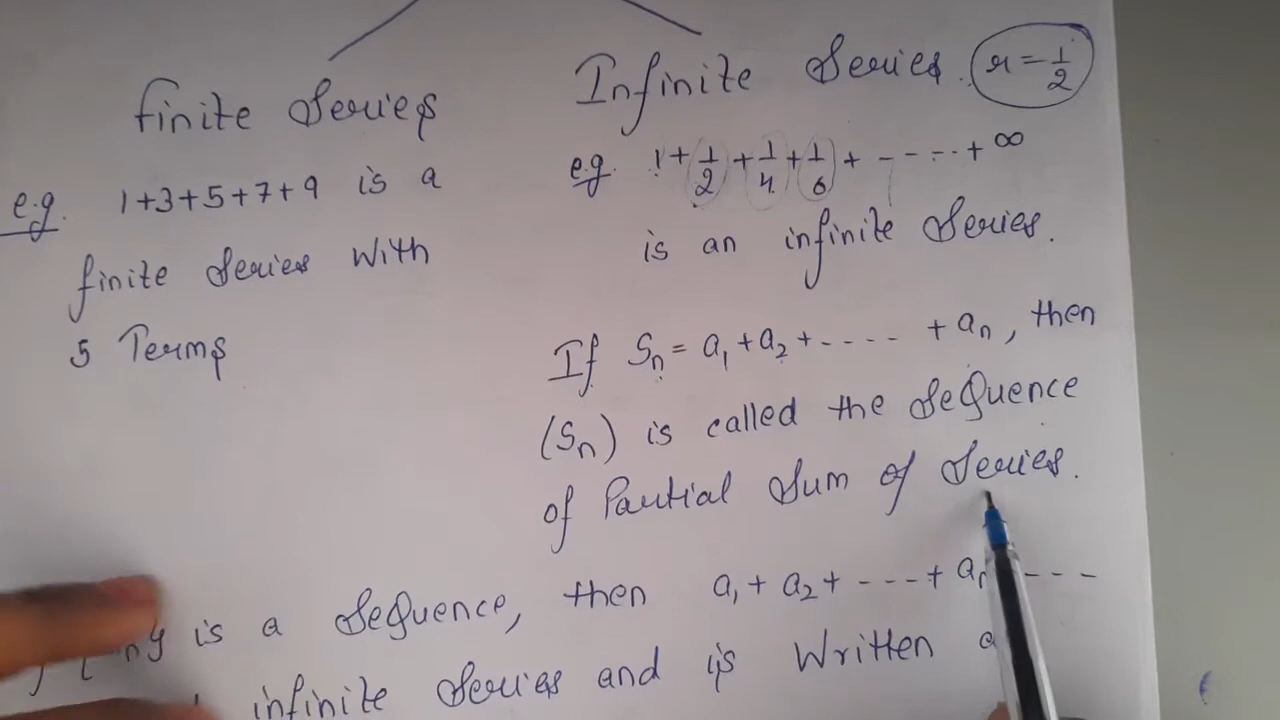 Finite Series
e.g. 1+3+5+7+9 is a
finite Series With
5 Terms
Infinite Series. r = 1/2
e.g. 1 + 1/2 + 1/4 + 1/6 + ---- + ∞
is an infinite Series.
If Sn = a1 + a2 + ..... + an, then
(Sn) is called the SeQuence
of Partial Sum of Series.
is a SeQuence, then a1 + a2 + --- + an ---
infinite Series and is Written